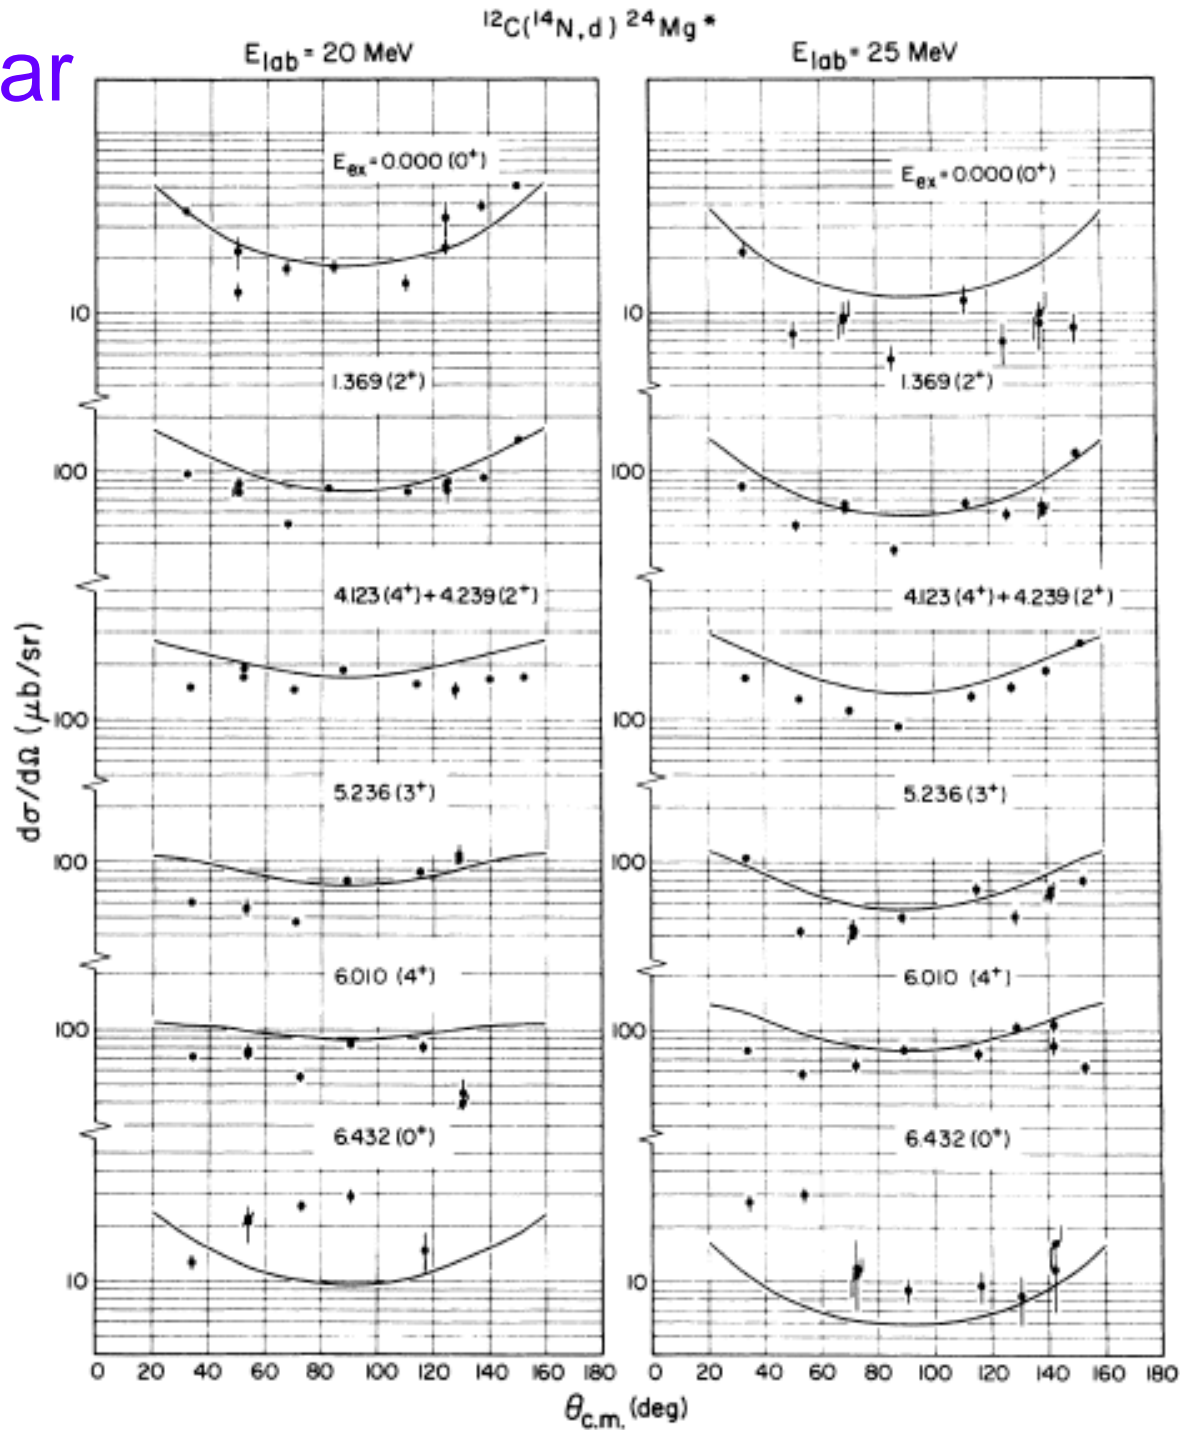 ¹²C(¹⁴N,d) ²⁴Mg*
ar
E_lab = 20 MeV
E_ex = 0.000 (0⁺)
10
1.369 (2⁺)
100
4.123 (4⁺) + 4.239 (2⁺)
100
5.236 (3⁺)
100
6.010 (4⁺)
100
6.432 (0⁺)
10
0 20 40 60 80 100 120 140 160 180
E_lab = 25 MeV
E_ex = 0.000 (0⁺)
10
1.369 (2⁺)
100
4.123 (4⁺) + 4.239 (2⁺)
100
5.236 (3⁺)
100
6.010 (4⁺)
100
6.432 (0⁺)
10
0 20 40 60 80 100 120 140 160 180
dσ/dΩ (μb/sr)
θ_c.m. (deg)